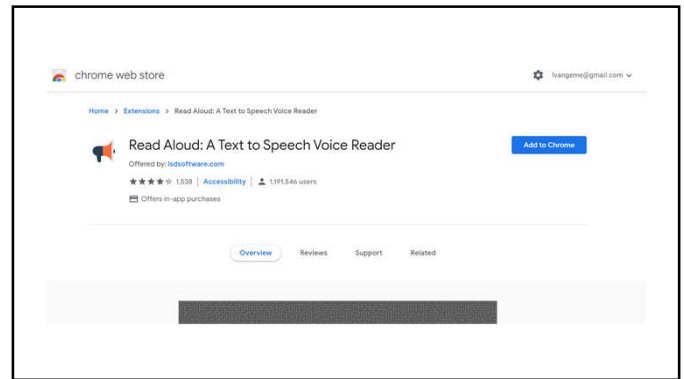 chrome web store
lvangeme@gmail.com
Home > Extensions > Read Aloud: A Text to Speech Voice Reader
Read Aloud: A Text to Speech Voice Reader
Add to Chrome
Offered by: lsdsoftware.com
1,538 | Accessibility | 1,191,546 users
Offers in-app purchases
Overview Reviews Support Related